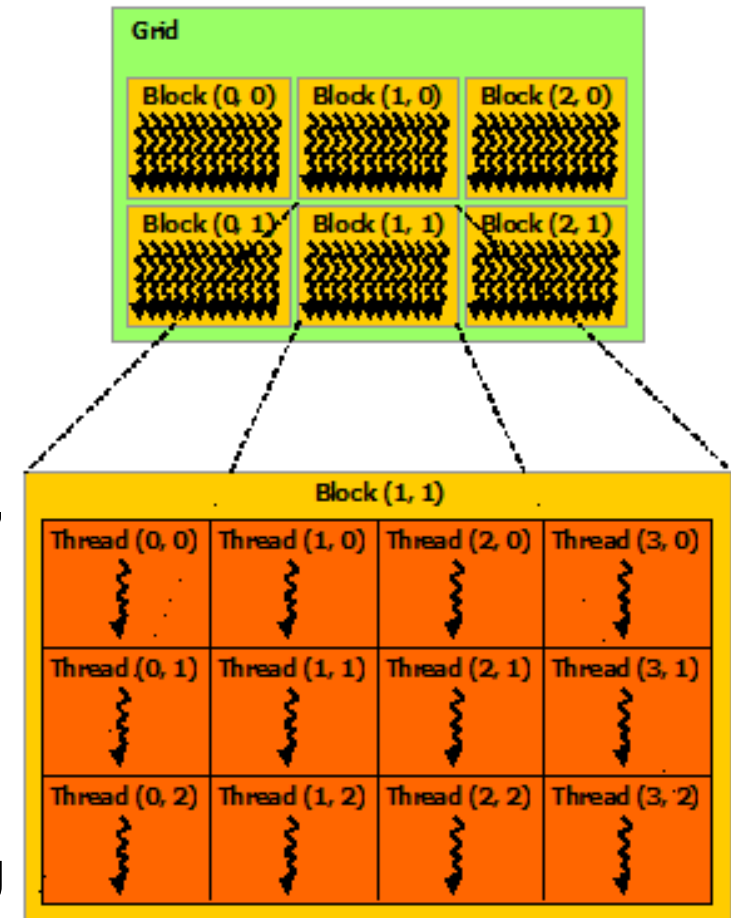 Grid
Block (0, 0) Block (1, 0) Block (2, 0)
Block (0, 1) Block (1, 1) Block (2, 1)
Block (1, 1)
Thread (0, 0) Thread (1, 0) Thread (2, 0) Thread (3, 0)
Thread (0, 1) Thread (1, 1) Thread (2, 1) Thread (3, 1)
Thread (0, 2) Thread (1, 2) Thread (2, 2) Thread (3, 2)